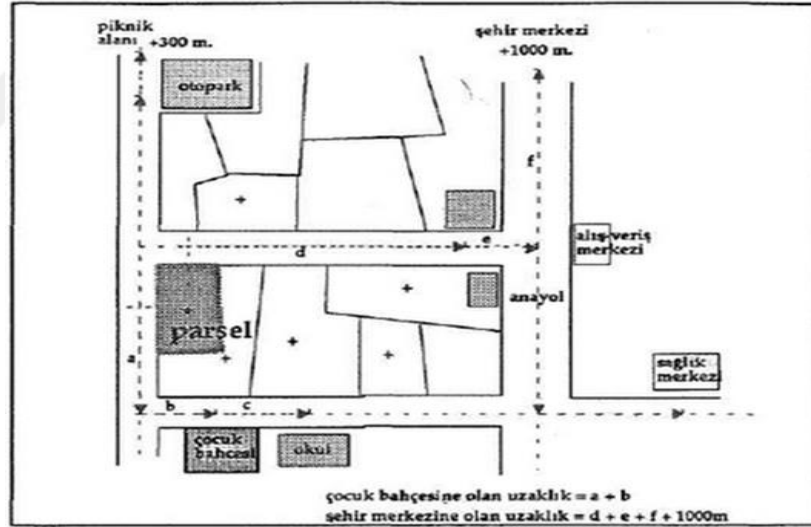 piknik
alanı +300 m.
şehir merkezi
+1000 m.
otopark
f
e
d
alış-veriş
merkezi
anayol
parsel
a
sağlık
merkezi
b
c
çocuk
bahçesi
okul
çocuk bahçesine olan uzaklık = a + b
şehir merkezine olan uzaklık = d + e + f + 1000m